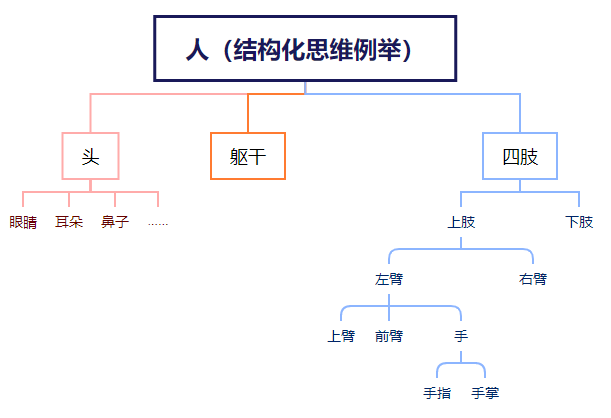 人（结构化思维例举）
头
躯干
四肢
眼睛
耳朵
鼻子
......
上肢
下肢
左臂
右臂
上臂
前臂
手
手指
手掌